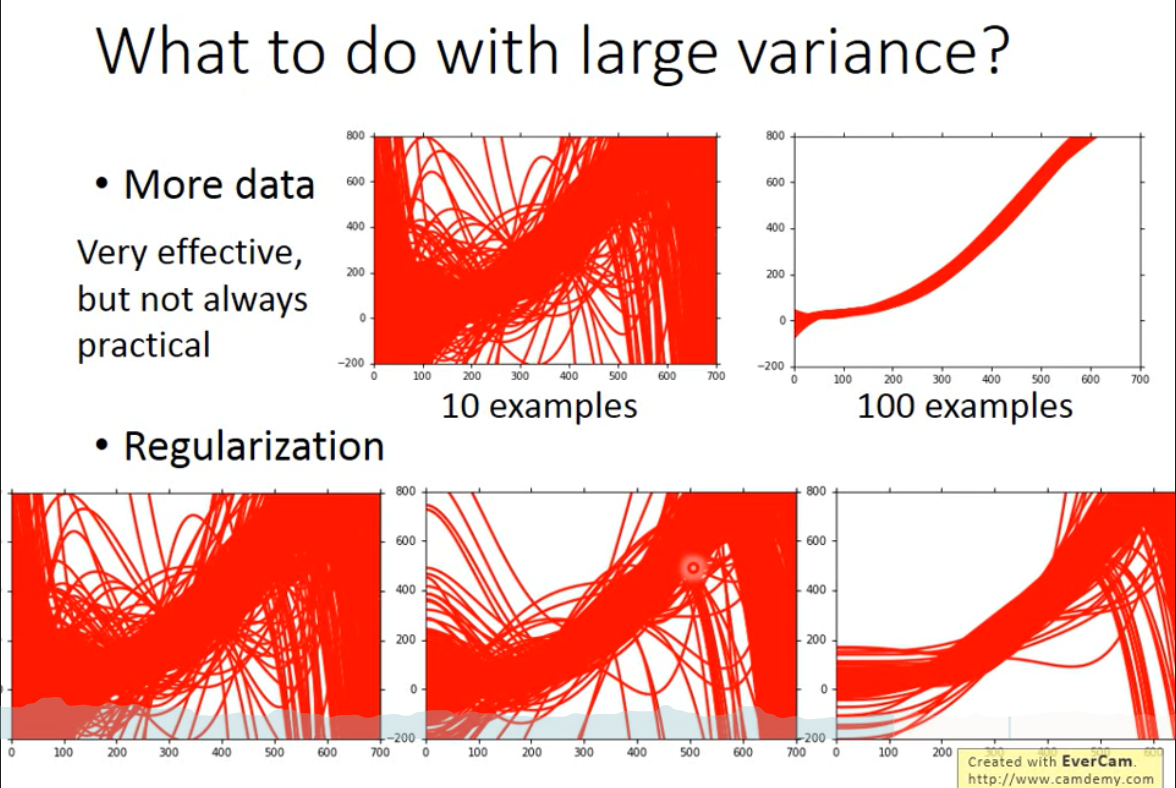 What to do with large variance?
• More data
Very effective,
but not always
practical
800
600
400
200
0
−200
0 100 200 300 400 500 600 700
10 examples
800
600
400
200
0
−200
0 100 200 300 400 500 600 700
100 examples
• Regularization
0 100 200 300 400 500 600 700
800
600
400
200
0
−200
0 100 200 300 400 500 600 700
800
600
400
200
0
−200
0 100 200 300 400 500 600
Created with EverCam.
http://www.camdemy.com